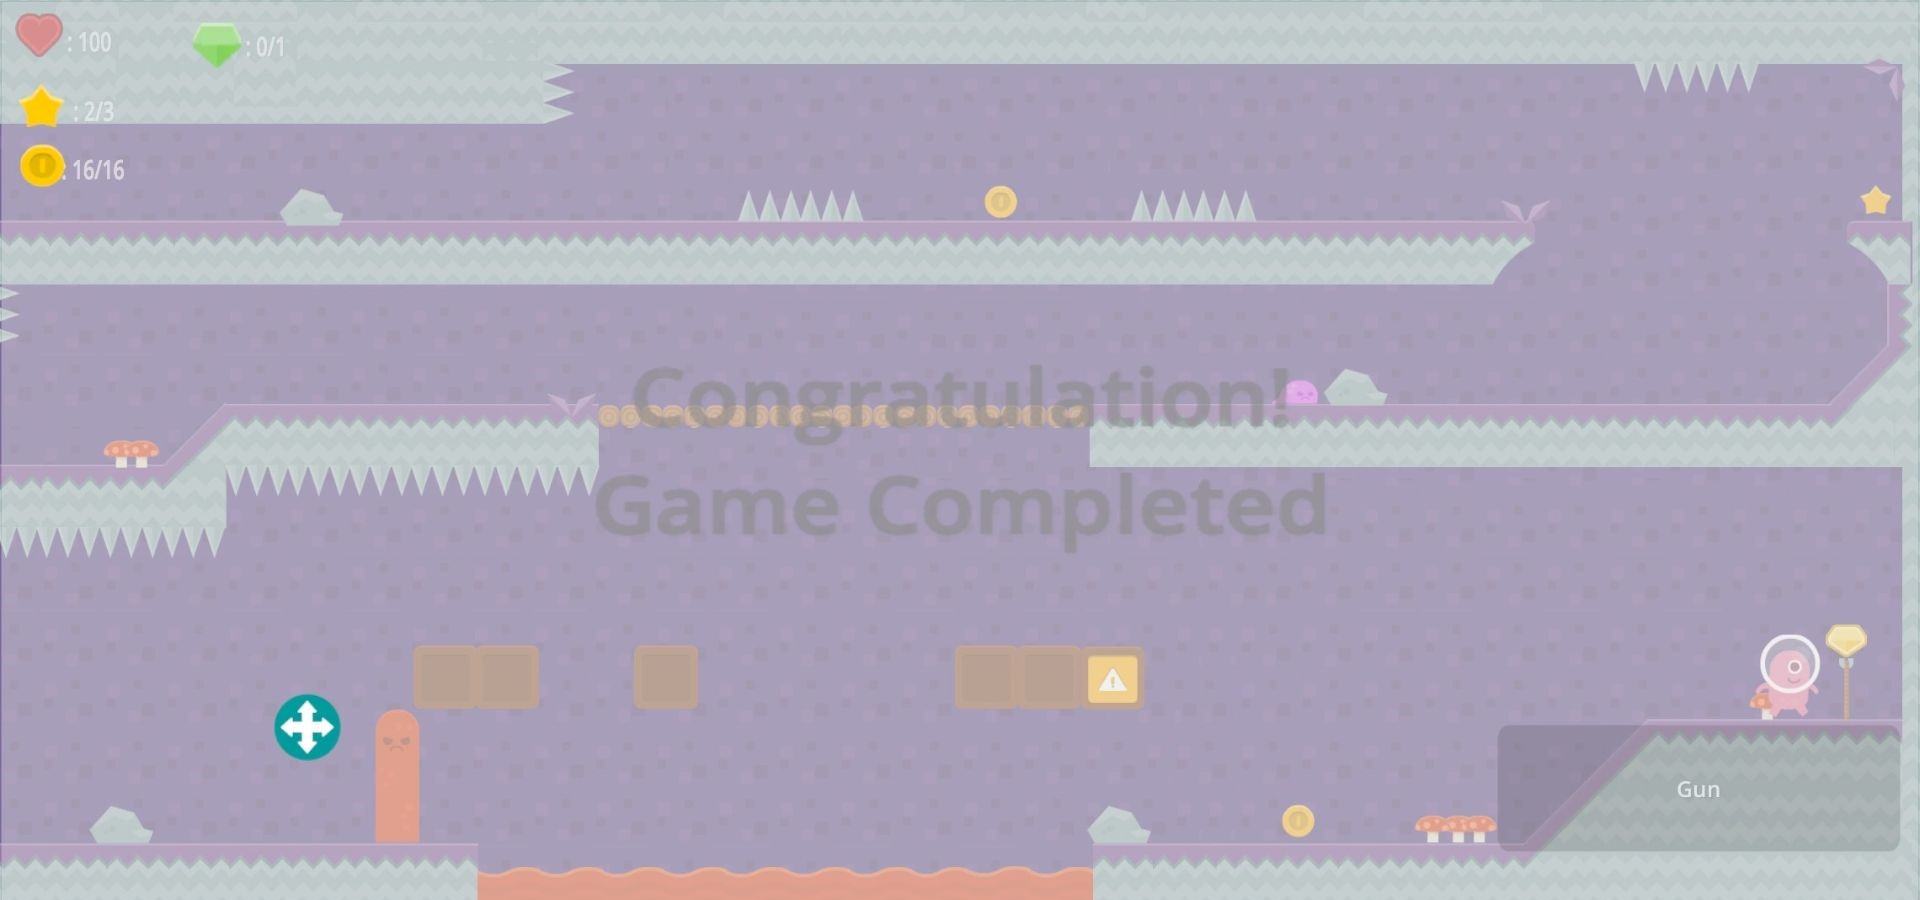 : 100
: 0/1
: 2/3
: 16/16
Congratulation!
Game Completed
Gun